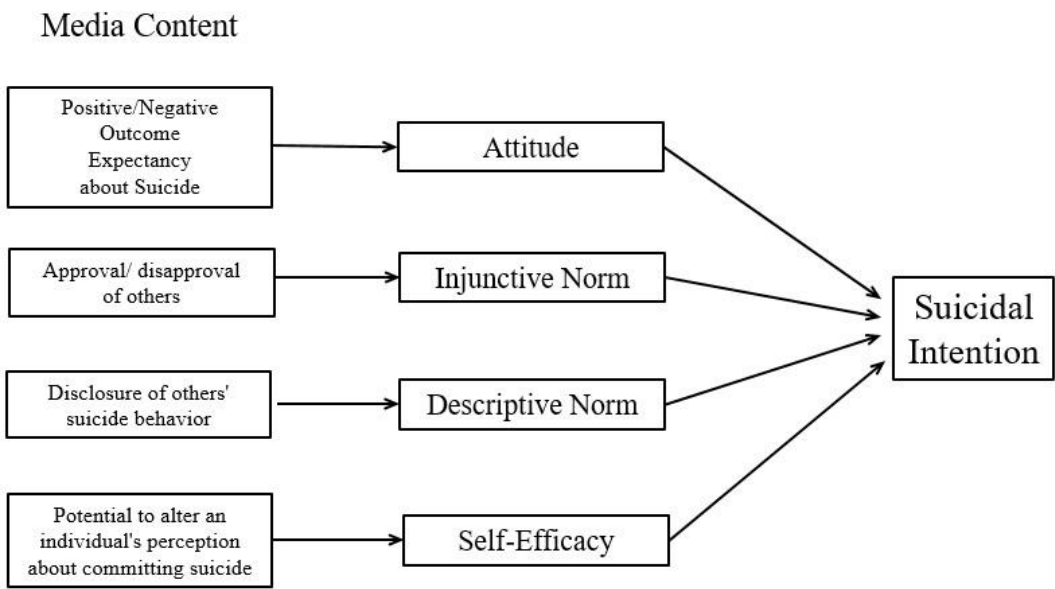 Media Content
Positive/Negative
Outcome
Expectancy
about Suicide
Attitude
Approval/ disapproval
of others
Injunctive Norm
Suicidal
Intention
Disclosure of others'
suicide behavior
Descriptive Norm
Potential to alter an
individual's perception
about committing suicide
Self-Efficacy